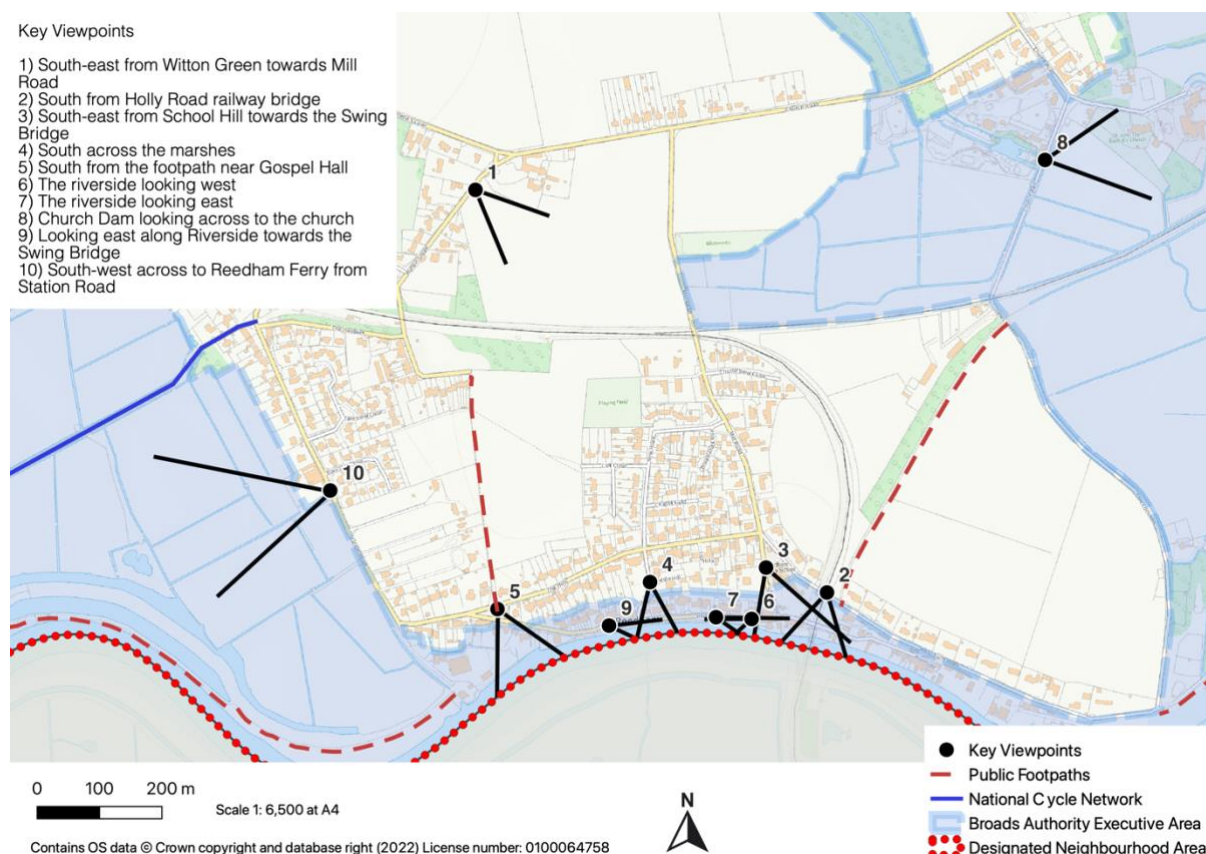 Key Viewpoints
1) South-east from Witton Green towards Mill
Road
2) South from Holly Road railway bridge
3) South-east from School Hill towards the Swing
Bridge
4) South across the marshes
5) South from the footpath near Gospel Hall
6) The riverside looking west
7) The riverside looking east
8) Church Dam looking across to the church
9) Looking east along Riverside towards the
Swing Bridge
10) South-west across to Reedham Ferry from
Station Road
1
8
10
Playing Field
5
9
4
7
6
3
2
0 100 200 m
Scale 1: 6,500 at A4
N
Key Viewpoints
Public Footpaths
National Cycle Network
Broads Authority Executive Area
Designated Neighbourhood Area
Contains OS data © Crown copyright and database right (2022) License number: 0100064758